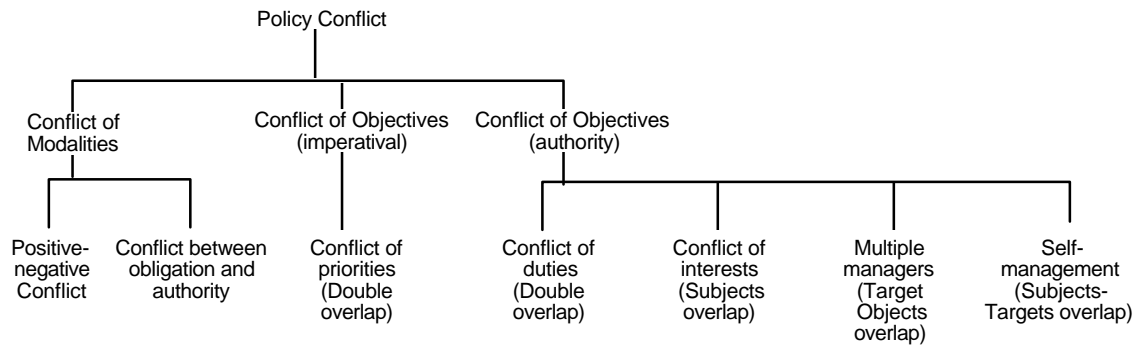 Policy Conflict
Conflict of
Modalities
Conflict of Objectives
(imperatival)
Conflict of Objectives
(authority)
Positive-
negative
Conflict
Conflict between
obligation and
authority
Conflict of
priorities
(Double
overlap)
Conflict of
duties
(Double
overlap)
Conflict of
interests
(Subjects
overlap)
Multiple
managers
(Target
Objects
overlap)
Self-
management
(Subjects-
Targets overlap)